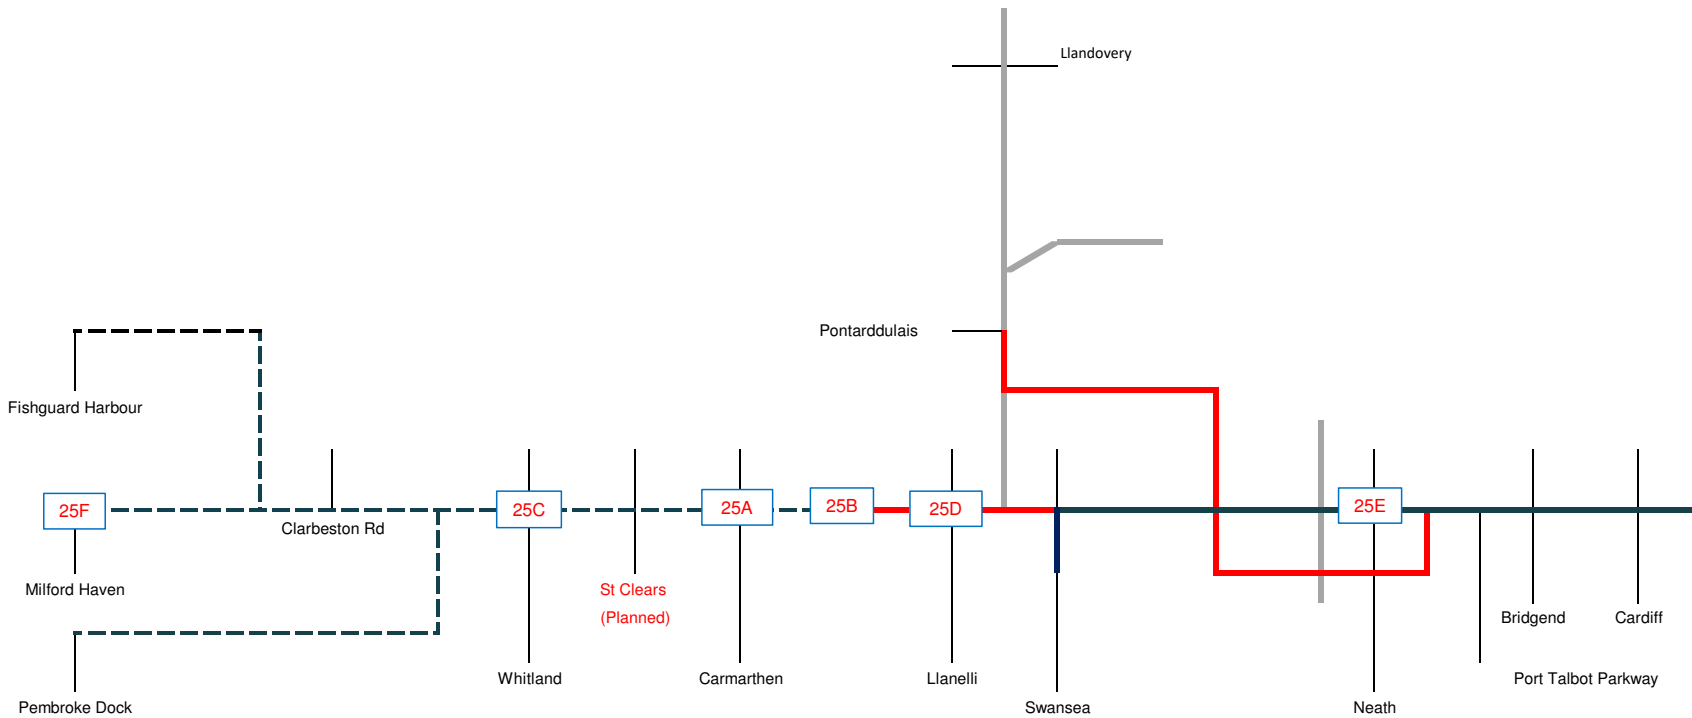 Llandovery
Pontarddulais
Fishguard Harbour
25F
25C
25A
25B
25D
25E
Clarbeston Rd
Milford Haven
St Clears
(Planned)
Bridgend
Cardiff
Whitland
Carmarthen
Llanelli
Port Talbot Parkway
Pembroke Dock
Swansea
Neath